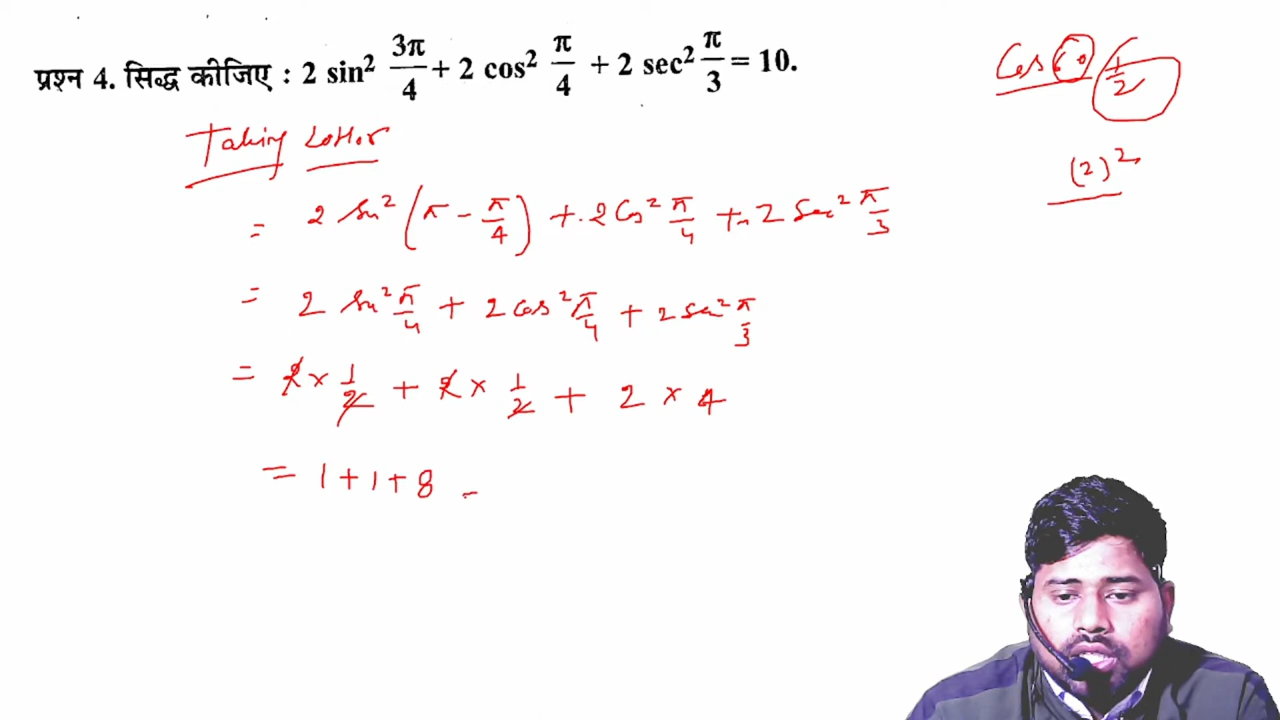 प्रश्न 4. सिद्ध कीजिए : 2 sin² 3π/4 + 2 cos² π/4 + 2 sec² π/3 = 10.
Cos 60 1/2
(2)²
Taking
= 2 sin² (π - π/4) + 2 Cos² π/4 + 2 Sec² π/3
= 2 sin² π/4 + 2 cos² π/4 + 2 sec² π/3
= 2 × 1/2 + 2 × 1/2 + 2 × 4
= 1 + 1 + 8 =